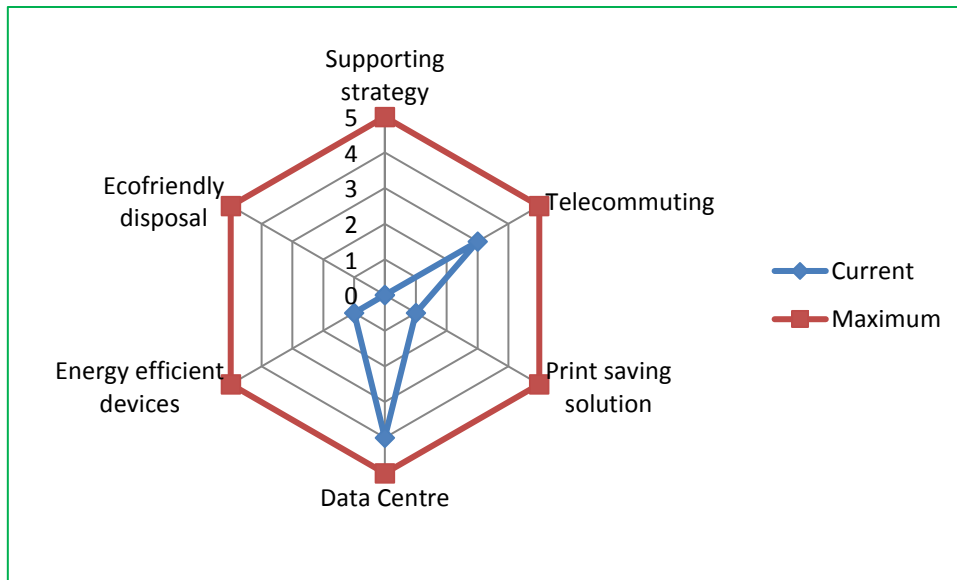 Supporting
strategy
5
4
3
2
1
0
Ecofriendly
disposal
Telecommuting
Current
Maximum
Energy efficient
devices
Print saving
solution
Data Centre